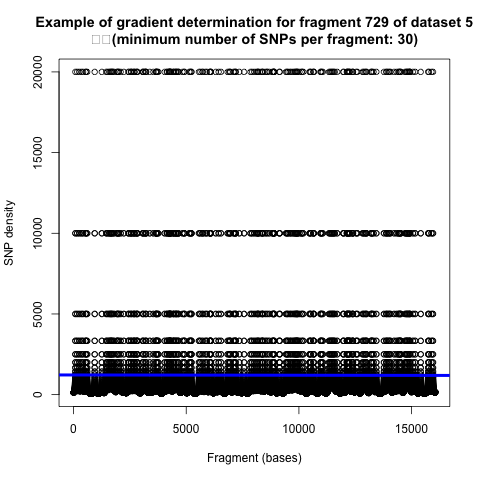 Example of gradient determination for fragment 729 of dataset 5
(minimum number of SNPs per fragment: 30)
20000
15000
10000
5000
0
SNP density
0 5000 10000 15000
Fragment (bases)